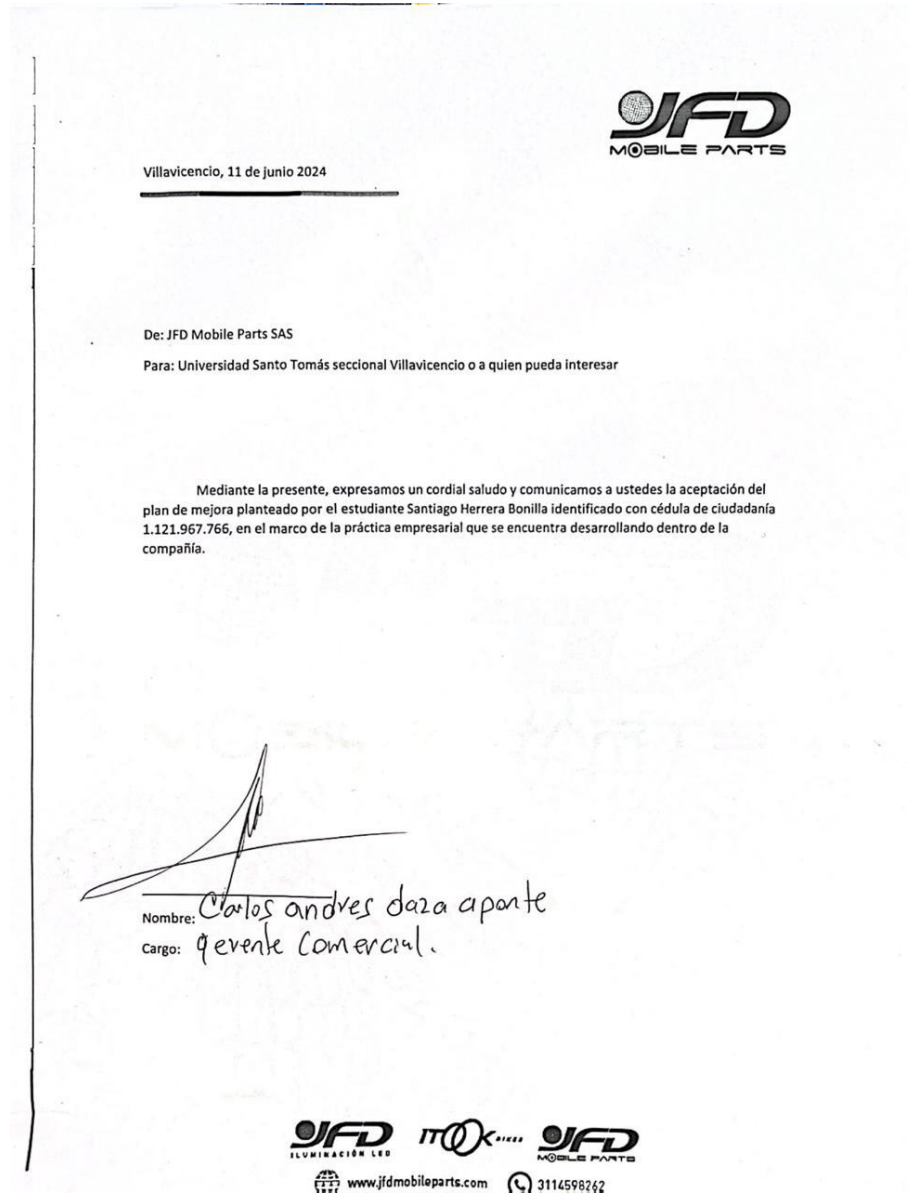 JFD
MOBILE PARTS
Villavicencio, 11 de junio 2024
De: JFD Mobile Parts SAS
Para: Universidad Santo Tomás seccional Villavicencio o a quien pueda interesar
Mediante la presente, expresamos un cordial saludo y comunicamos a ustedes la aceptación del
plan de mejora planteado por el estudiante Santiago Herrera Bonilla identificado con cédula de ciudadanía
1.121.967.766, en el marco de la práctica empresarial que se encuentra desarrollando dentro de la
compañía.
Nombre: Carlos andres daza aponte
Cargo: gerente Comercial.
JFD ITOOK BIKES JFD
ILUMINACIÓN LED MOBILE PARTS
www.jfdmobileparts.com 3114598262